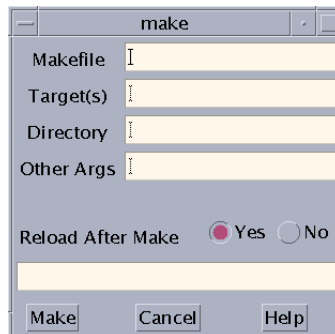 make
Makefile
Target(s)
Directory
Other Args
Reload After Make Yes No
Make Cancel Help